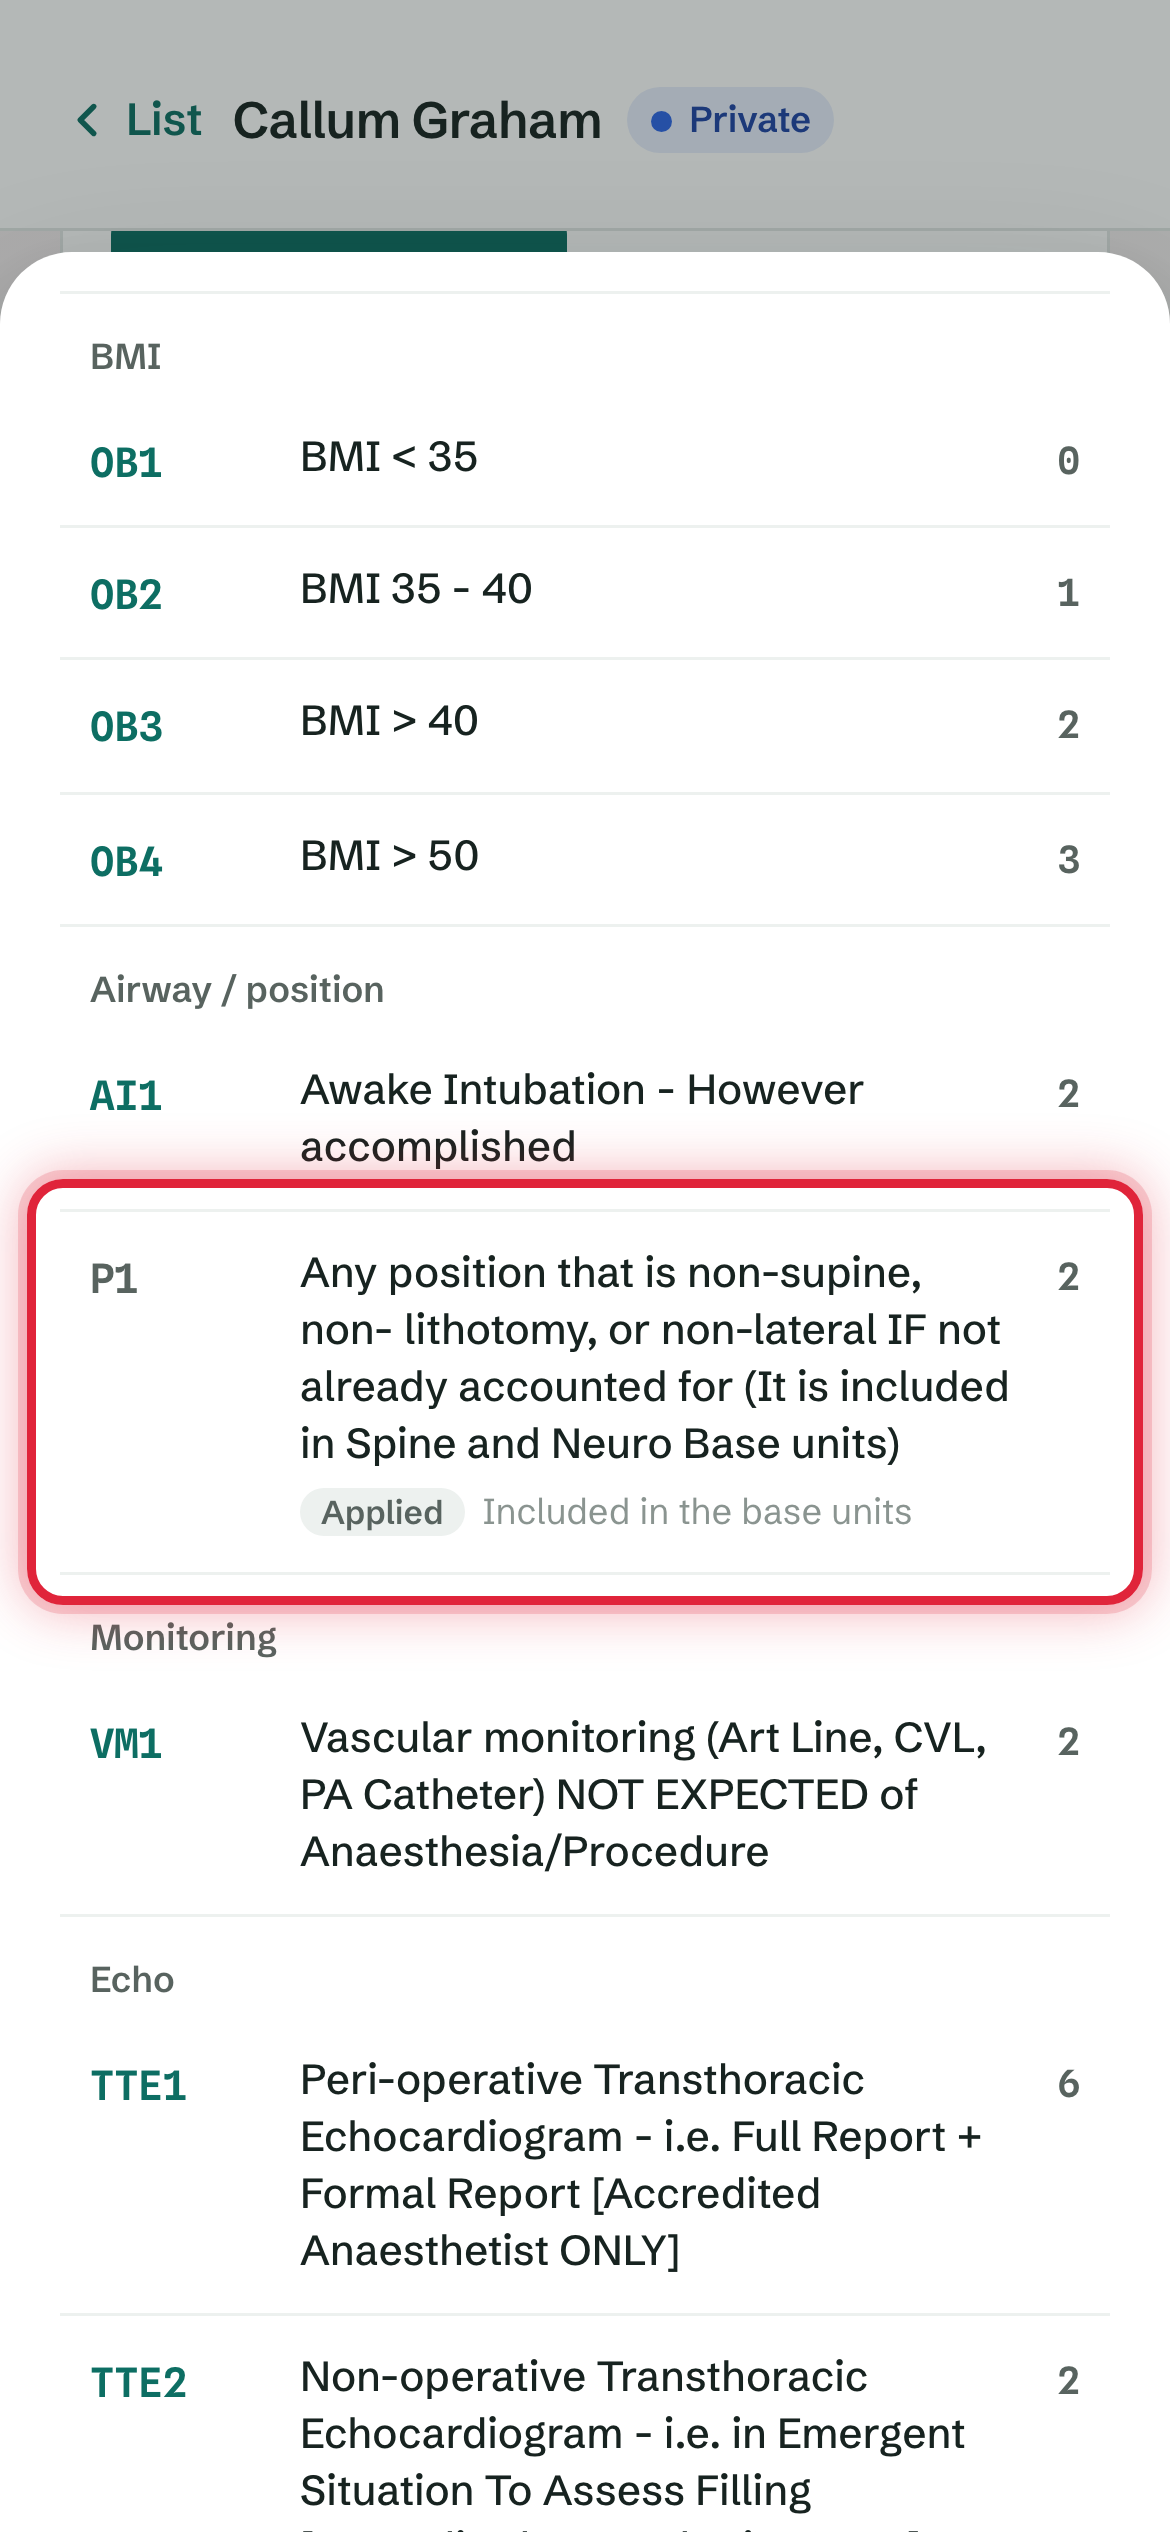 List Callum Graham Private
BMI
OB1 BMI < 35 0
OB2 BMI 35 - 40 1
OB3 BMI > 40 2
OB4 BMI > 50 3
Airway / position
AI1 Awake Intubation - However 2
accomplished
P1 Any position that is non-supine, 2
non- lithotomy, or non-lateral IF not
already accounted for (It is included
in Spine and Neuro Base units)
Applied Included in the base units
Monitoring
VM1 Vascular monitoring (Art Line, CVL, 2
PA Catheter) NOT EXPECTED of
Anaesthesia/Procedure
Echo
TTE1 Peri-operative Transthoracic 6
Echocardiogram - i.e. Full Report +
Formal Report [Accredited
Anaesthetist ONLY]
TTE2 Non-operative Transthoracic 2
Echocardiogram - i.e. in Emergent
Situation To Assess Filling